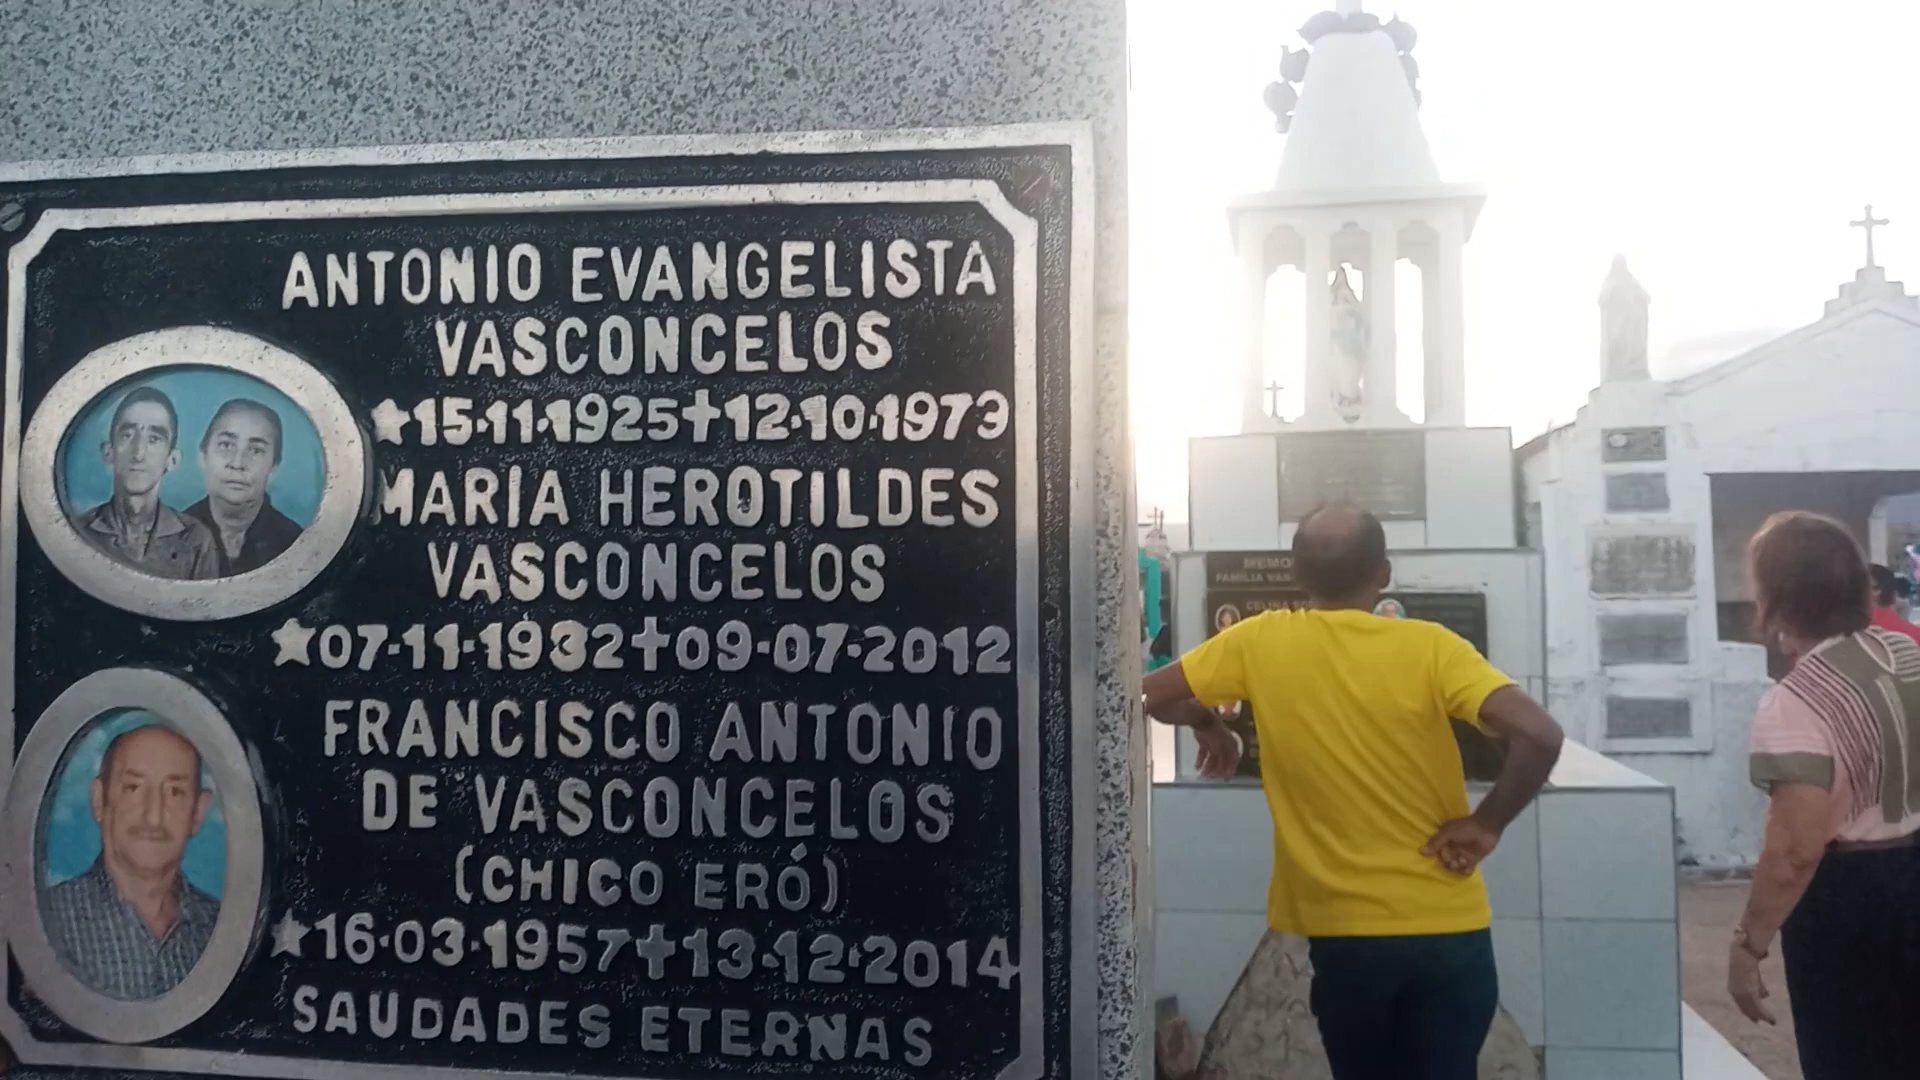 ANTONIO EVANGELISTA
VASCONCELOS
★15·11·1925✝12·10·1973
MARIA HEROTILDES
VASCONCELOS
★07·11·1932✝09·07·2012
FRANCISCO ANTONIO
DE VASCONCELOS
(CHICO ERÓ)
★16·03·1957✝13·12·2014
SAUDADES ETERNAS
FAMÍLIA